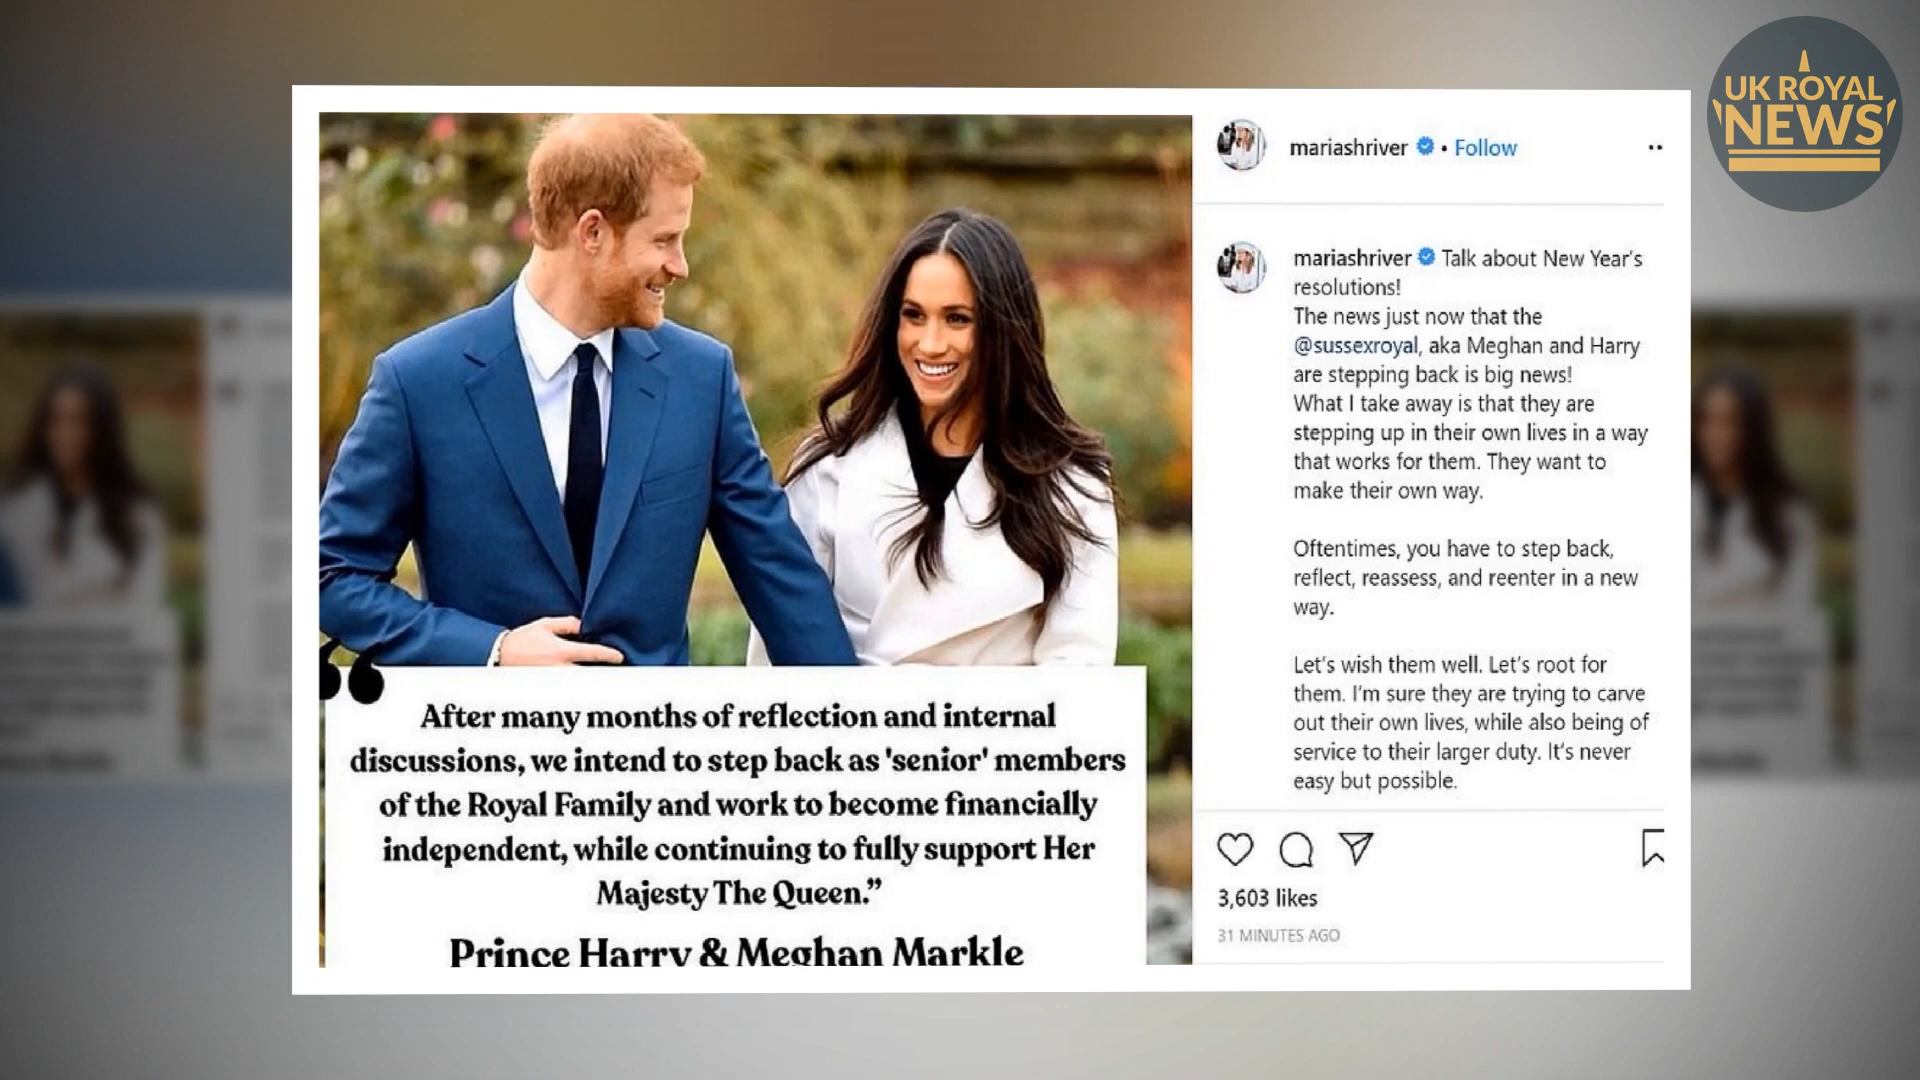 UK ROYAL
NEWS
mariashriver • Follow
mariashriver Talk about New Year's
resolutions!
The news just now that the
@sussexroyal, aka Meghan and Harry
are stepping back is big news!
What I take away is that they are
stepping up in their own lives in a way
that works for them. They want to
make their own way.
Oftentimes, you have to step back,
reflect, reassess, and reenter in a new
way.
Let's wish them well. Let's root for
them. I'm sure they are trying to carve
out their own lives, while also being of
service to their larger duty. It's never
easy but possible.
3,603 likes
31 MINUTES AGO
“
After many months of reflection and internal
discussions, we intend to step back as 'senior' members
of the Royal Family and work to become financially
independent, while continuing to fully support Her
Majesty The Queen.”
Prince Harry & Meghan Markle